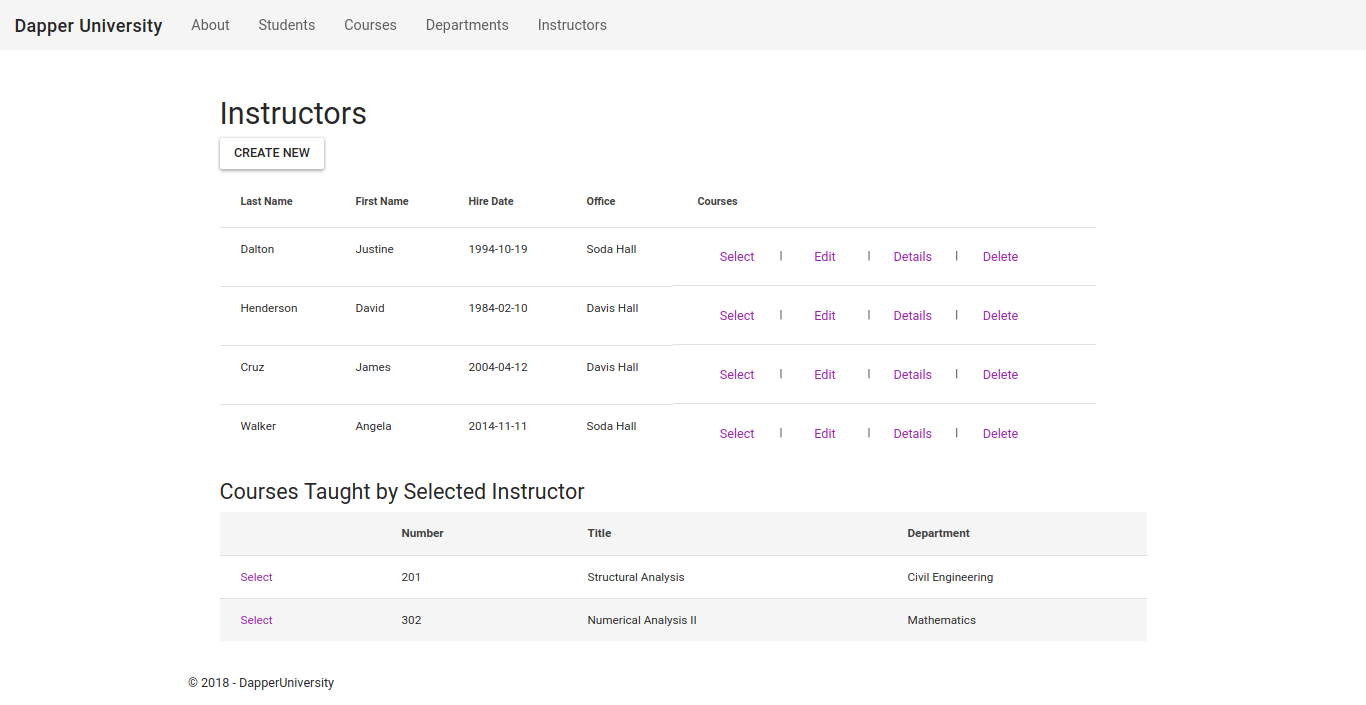 Dapper University About Students Courses Departments Instructors
Instructors
CREATE NEW
Last Name First Name Hire Date Office Courses
Dalton Justine 1994-10-19 Soda Hall Select | Edit | Details | Delete
Henderson David 1984-02-10 Davis Hall Select | Edit | Details | Delete
Cruz James 2004-04-12 Davis Hall Select | Edit | Details | Delete
Walker Angela 2014-11-11 Soda Hall Select | Edit | Details | Delete
Courses Taught by Selected Instructor
Number Title Department
Select 201 Structural Analysis Civil Engineering
Select 302 Numerical Analysis II Mathematics
© 2018 - DapperUniversity